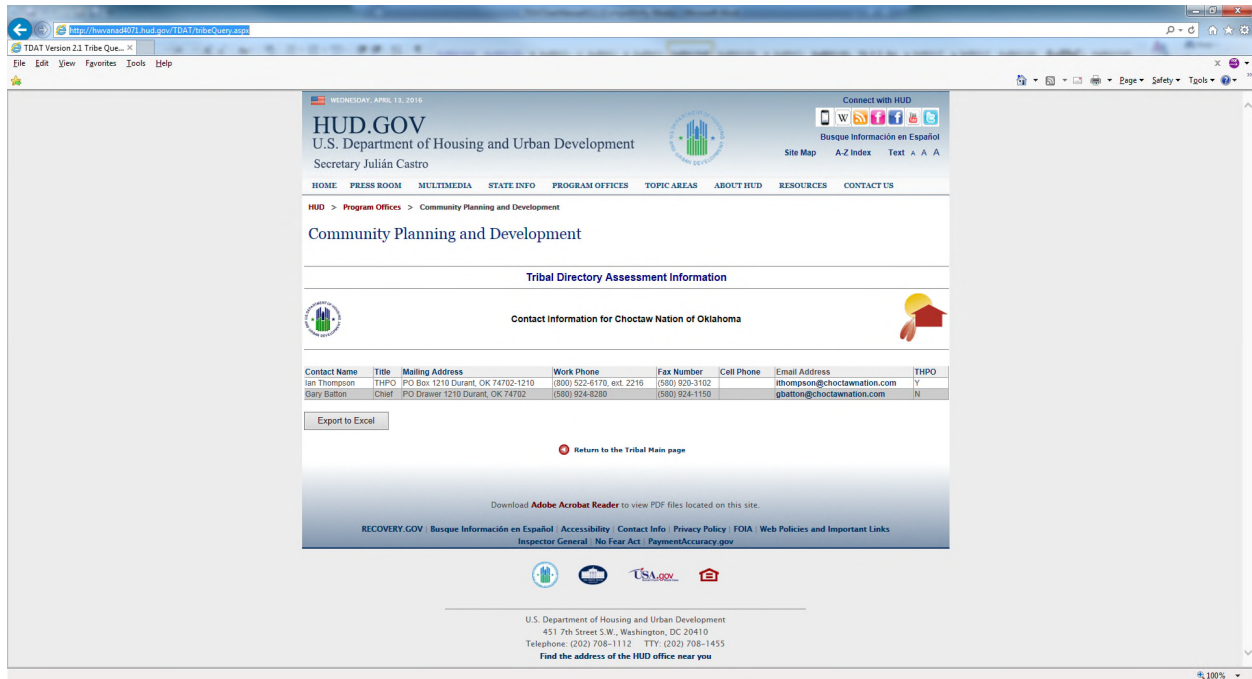 http://hwvanad4071.hud.gov/TDAT/tribeQuery.aspx
TDAT Version 2.1 Tribe Que...
File Edit View Favorites Tools Help
Page Safety Tools
WEDNESDAY, APRIL 13, 2016
Connect with HUD
HUD.GOV
U.S. Department of Housing and Urban Development
Secretary Julián Castro
Busque Información en Español
Site Map A-Z Index Text A A A
HOME PRESS ROOM MULTIMEDIA STATE INFO PROGRAM OFFICES TOPIC AREAS ABOUT HUD RESOURCES CONTACT US
HUD > Program Offices > Community Planning and Development
Community Planning and Development
Tribal Directory Assessment Information
Contact Information for Choctaw Nation of Oklahoma
Contact Name Title Mailing Address Work Phone Fax Number Cell Phone Email Address THPO
Ian Thompson THPO PO Box 1210 Durant, OK 74702-1210 (800) 522-6170, ext. 2216 (580) 920-3102 ithompson@choctawnation.com Y
Gary Batton Chief PO Drawer 1210 Durant, OK 74702 (580) 924-8280 (580) 924-1150 gbatton@choctawnation.com N
Export to Excel
Return to the Tribal Main page
Download Adobe Acrobat Reader to view PDF files located on this site.
RECOVERY.GOV | Busque Información en Español | Accessibility | Contact Info | Privacy Policy | FOIA | Web Policies and Important Links
Inspector General | No Fear Act | PaymentAccuracy.gov
USA.gov
U.S. Department of Housing and Urban Development
451 7th Street S.W., Washington, DC 20410
Telephone: (202) 708-1112 TTY: (202) 708-1455
Find the address of the HUD office near you
100%